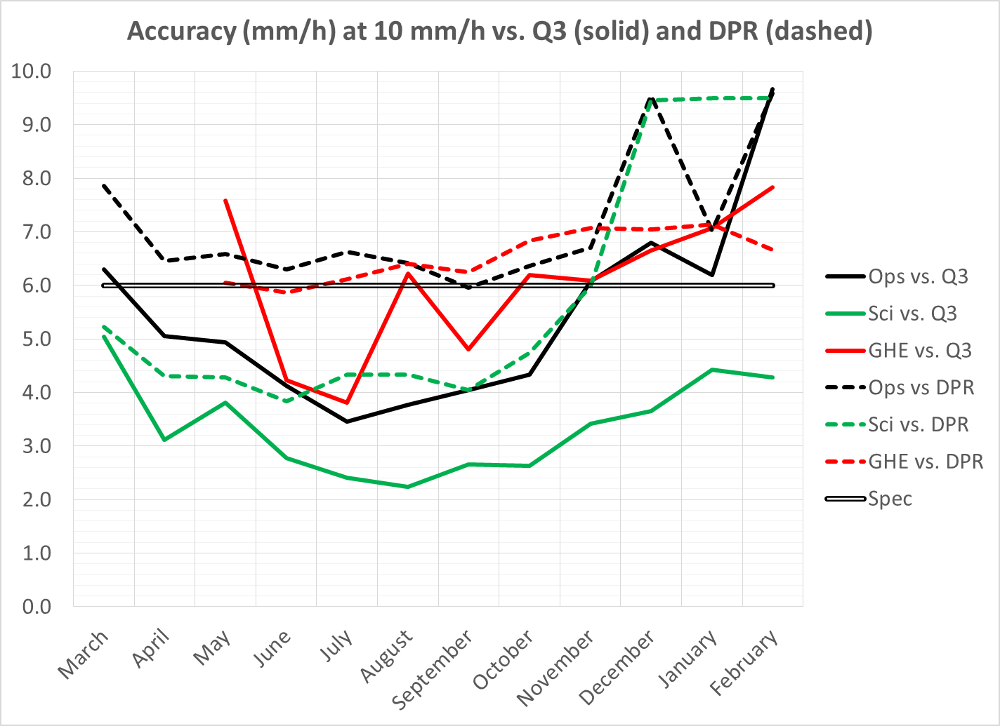 Accuracy (mm/h) at 10 mm/h vs. Q3 (solid) and DPR (dashed)
10.0
9.0
8.0
7.0
6.0
5.0
4.0
3.0
2.0
1.0
0.0
March
April
May
June
July
August
September
October
November
December
January
February
Ops vs. Q3
Sci vs. Q3
GHE vs. Q3
Ops vs DPR
Sci vs. DPR
GHE vs. DPR
Spec